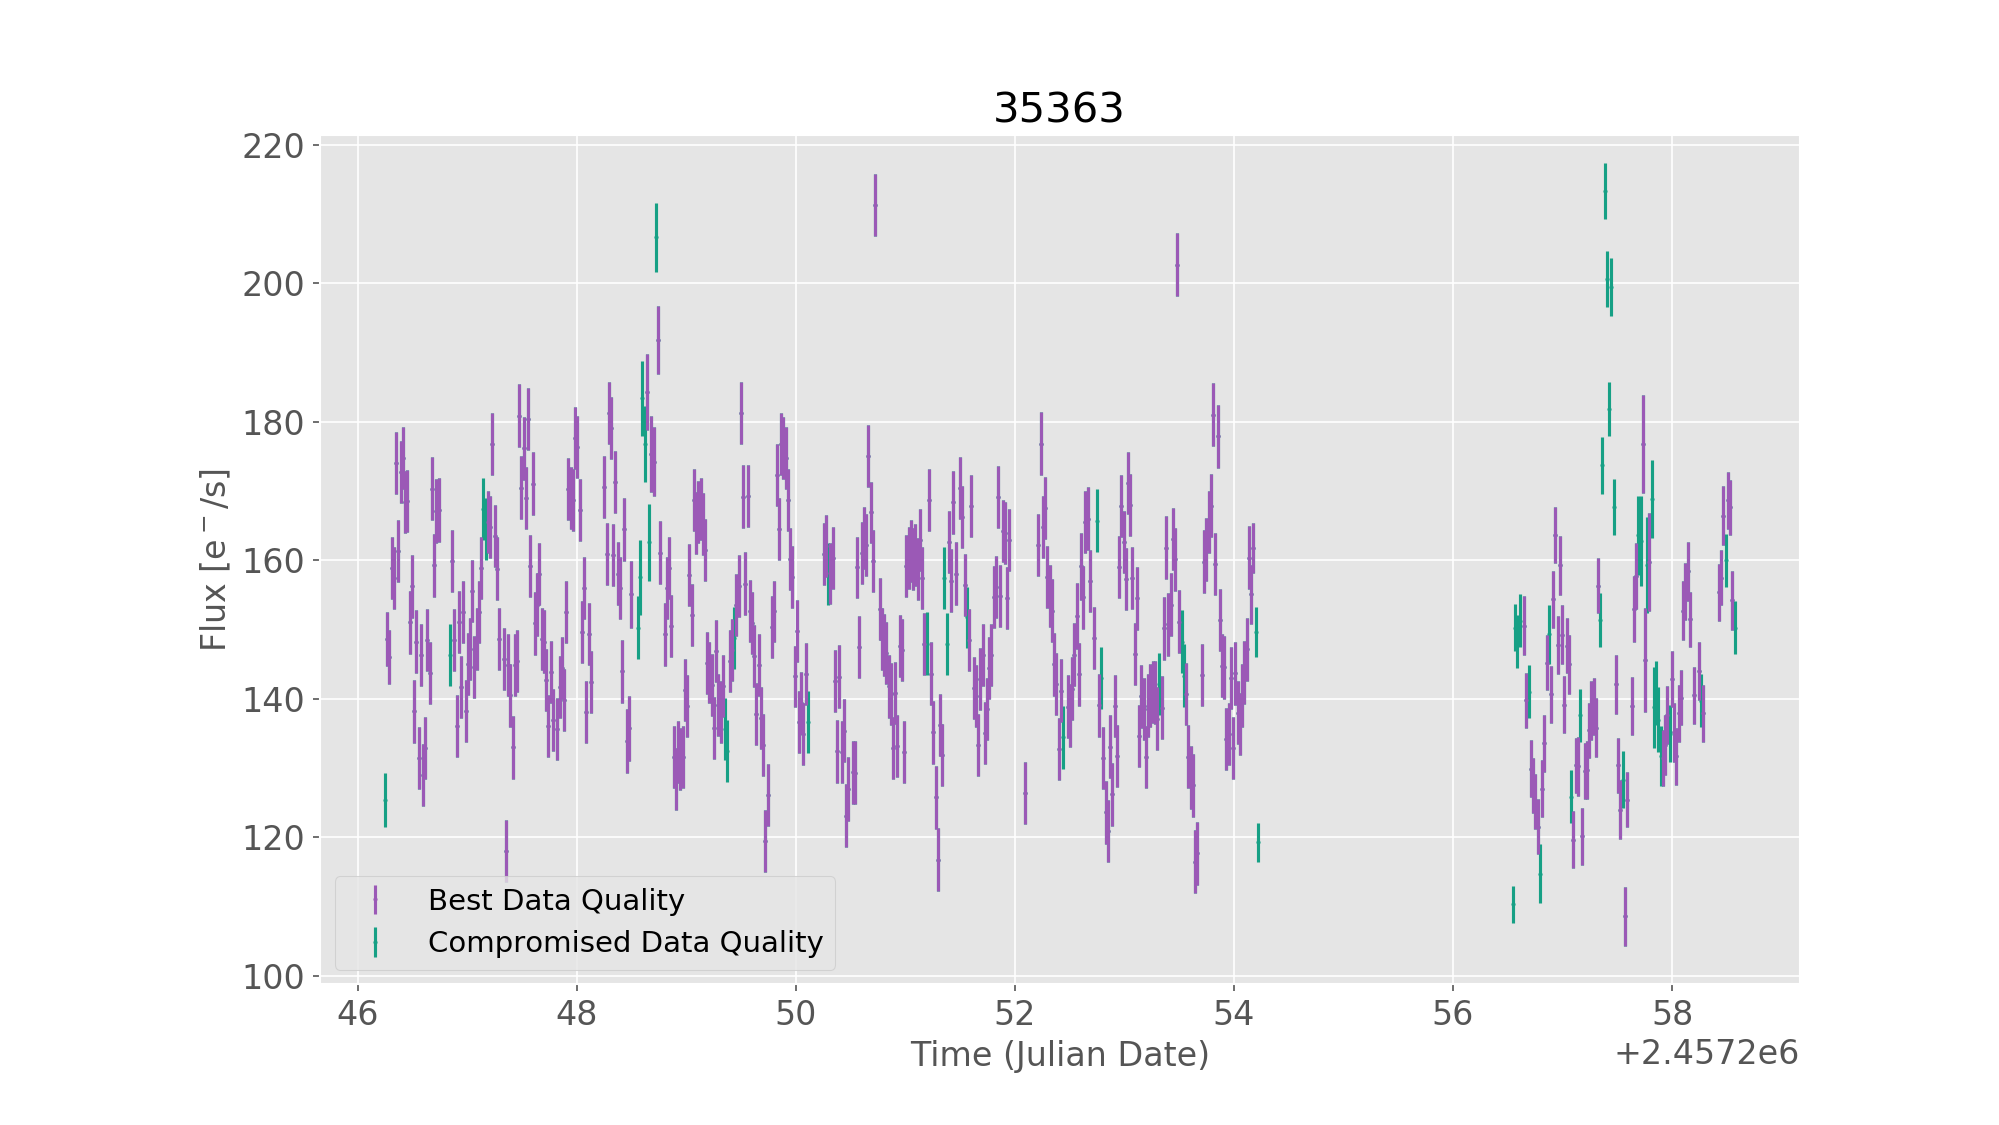 35363
Flux [e⁻/s]
220
200
180
160
140
120
100
Best Data Quality
Compromised Data Quality
46 48 50 52 54 56 58
Time (Julian Date)
+2.4572e6